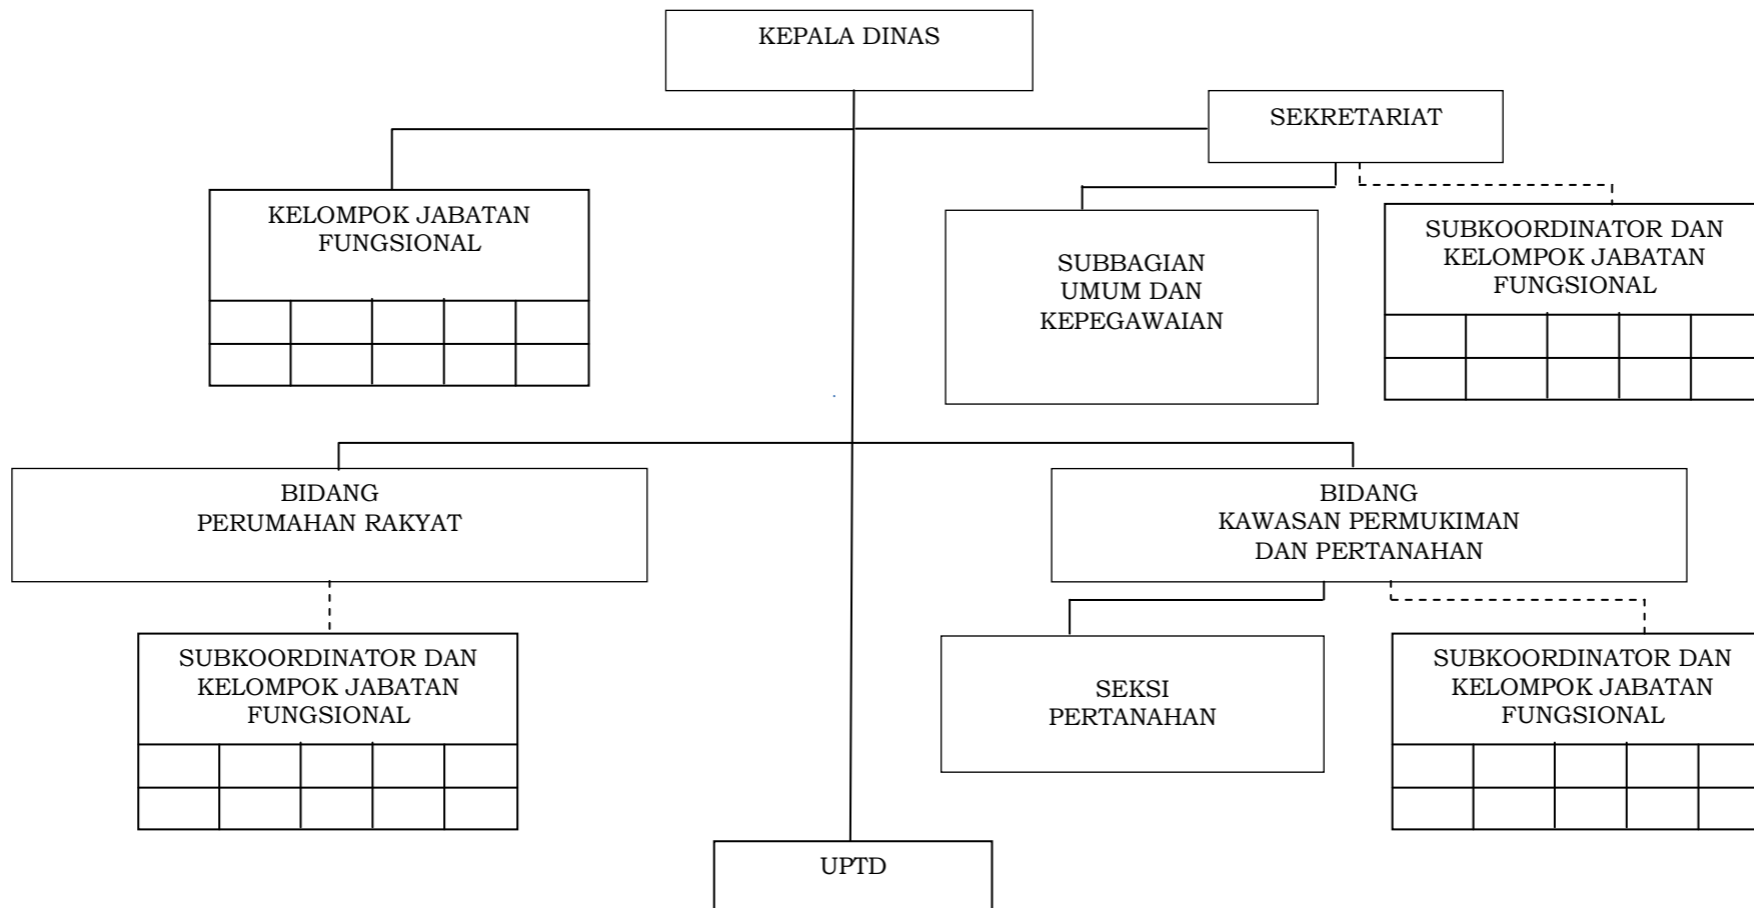 KEPALA DINAS
SEKRETARIAT
KELOMPOK JABATAN
FUNGSIONAL
SUBBAGIAN
UMUM DAN
KEPEGAWAIAN
SUBKOORDINATOR DAN
KELOMPOK JABATAN
FUNGSIONAL
BIDANG
PERUMAHAN RAKYAT
BIDANG
KAWASAN PERMUKIMAN
DAN PERTANAHAN
SUBKOORDINATOR DAN
KELOMPOK JABATAN
FUNGSIONAL
SEKSI
PERTANAHAN
SUBKOORDINATOR DAN
KELOMPOK JABATAN
FUNGSIONAL
UPTD